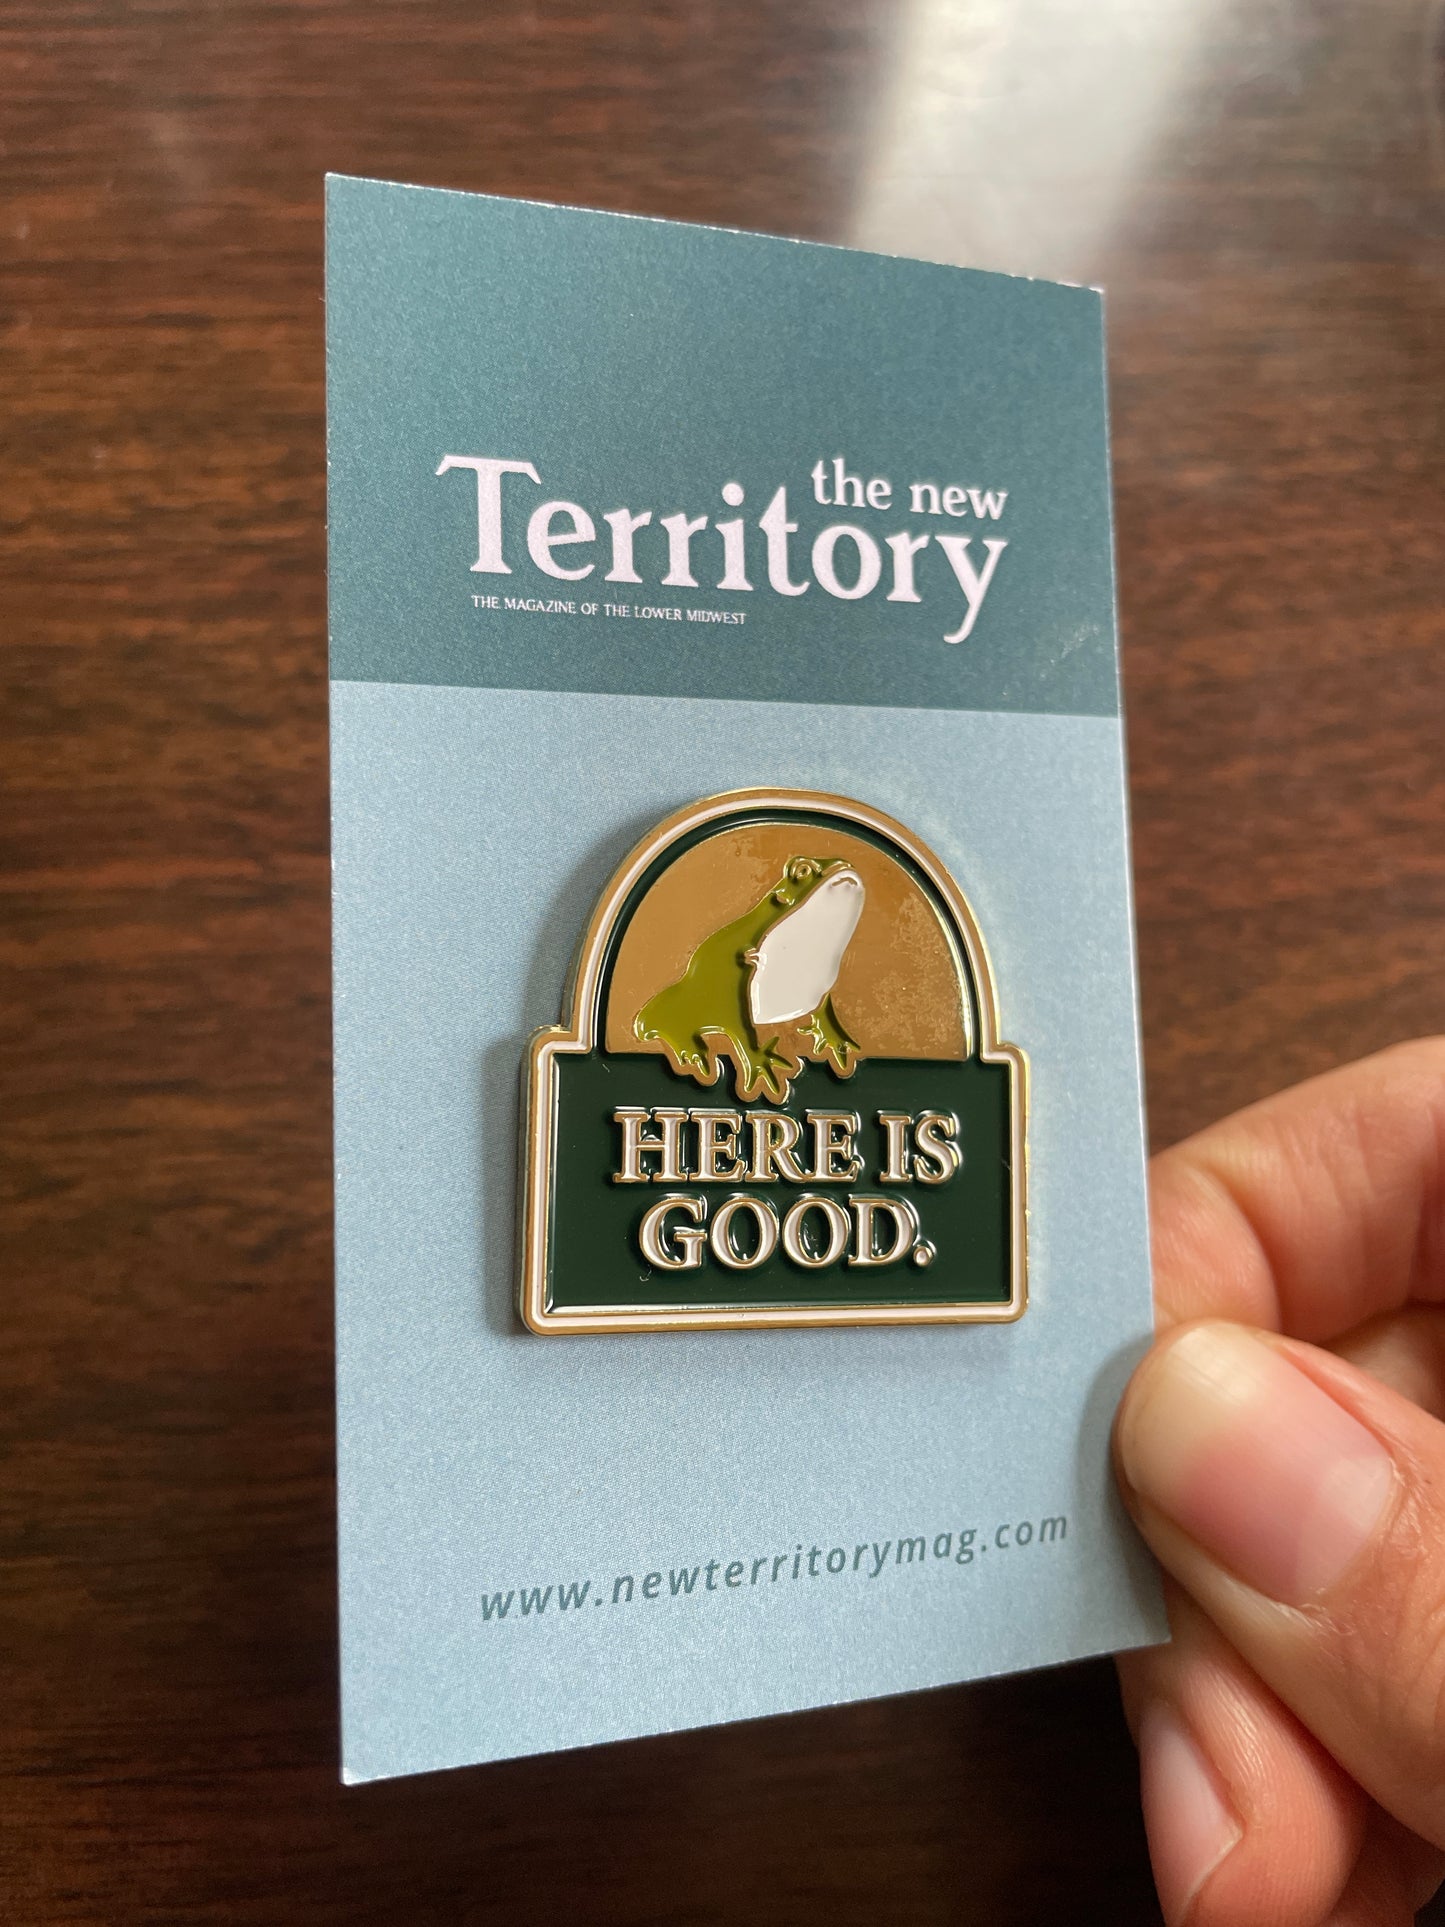 the new
Territory
THE MAGAZINE OF THE LOWER MIDWEST
HERE IS
GOOD.
www.newterritorymag.com